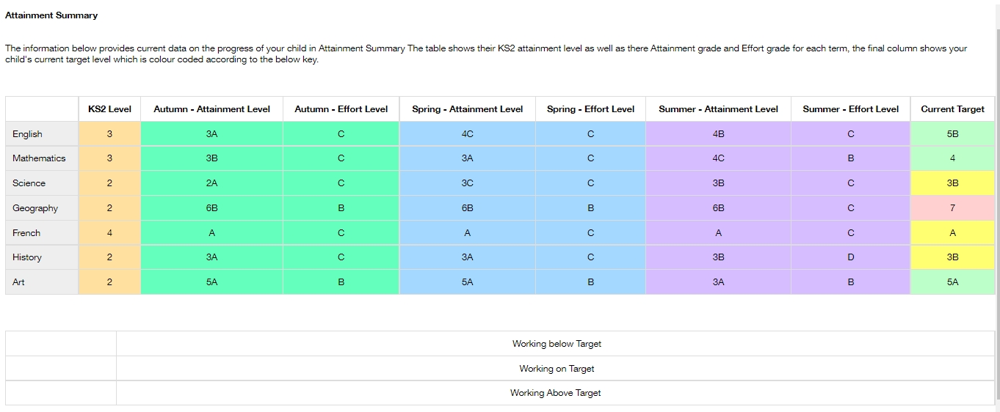 Attainment Summary
The information below provides current data on the progress of your child in Attainment Summary The table shows their KS2 attainment level as well as there Attainment grade and Effort grade for each term, the final column shows your
child's current target level which is colour coded according to the below key.
KS2 Level Autumn - Attainment Level Autumn - Effort Level Spring - Attainment Level Spring - Effort Level Summer - Attainment Level Summer - Effort Level Current Target
English 3 3A C 4C C 4B C 5B
Mathematics 3 3B C 3A C 4C B 4
Science 2 2A C 3C C 3B C 3B
Geography 2 6B B 6B B 6B C 7
French 4 A C A C A C A
History 2 3A C 3A C 3B D 3B
Art 2 5A B 5A B 3A B 5A
Working below Target
Working on Target
Working Above Target